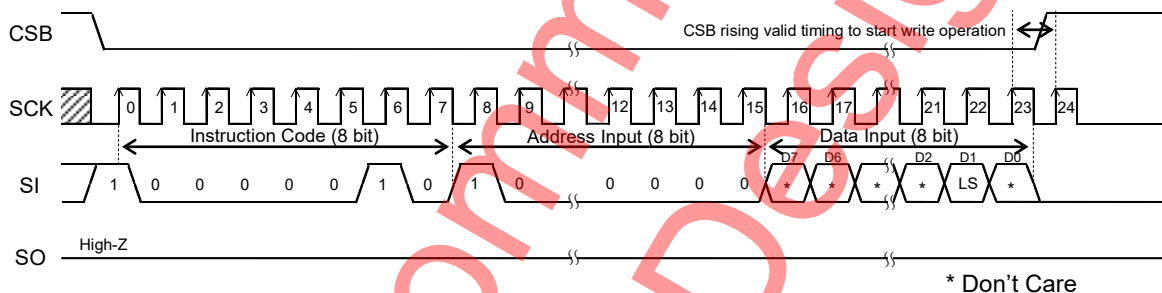 CSB
CSB rising valid timing to start write operation
SCK
0 1 2 3 4 5 6 7 8 9 12 13 14 15 16 17 21 22 23 24
Instruction Code (8 bit) Address Input (8 bit) Data Input (8 bit)
D7 D6 D2 D1 D0
SI
1 0 0 0 0 0 1 0 1 0 0 0 0 0 * * * * LS *
SO
High-Z
* Don't Care